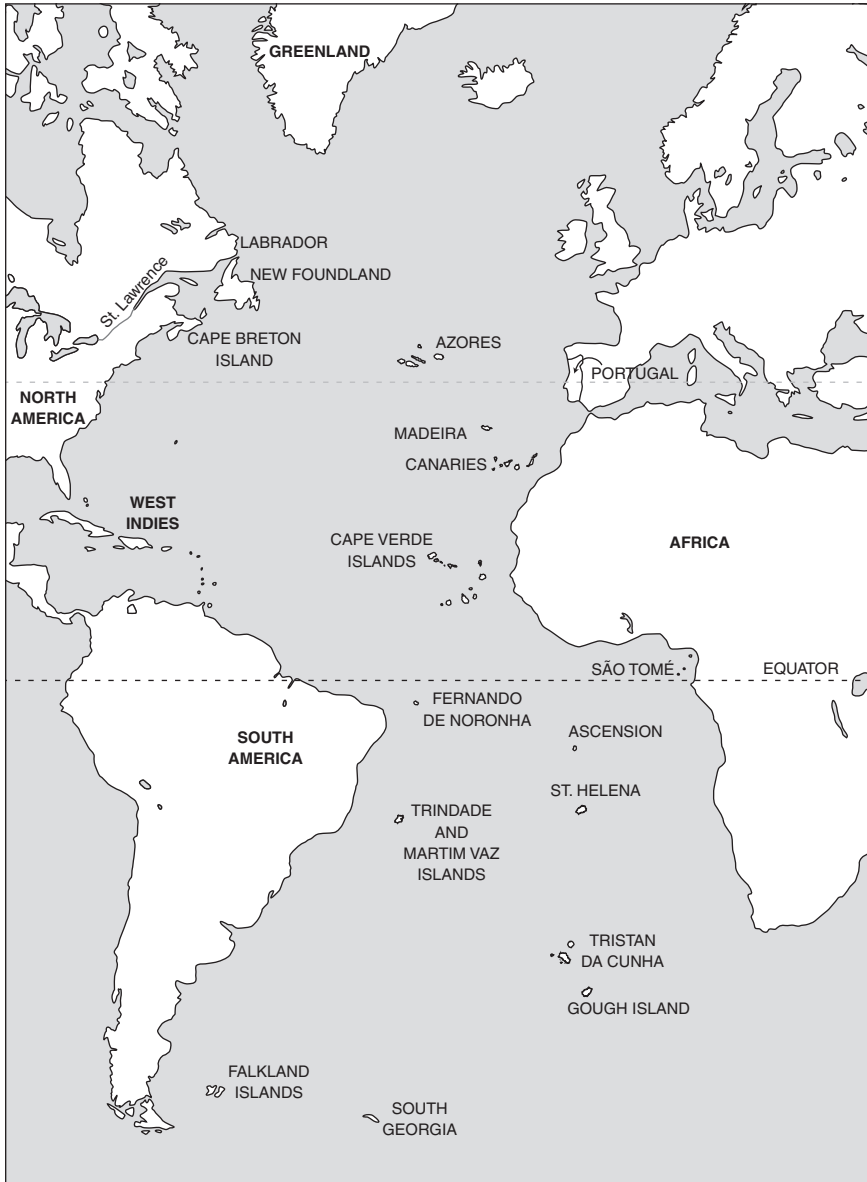 GREENLAND
LABRADOR
NEW FOUNDLAND
St. Lawrence
CAPE BRETON
ISLAND
AZORES
PORTUGAL
NORTH
AMERICA
MADEIRA
CANARIES
WEST
INDIES
CAPE VERDE
ISLANDS
AFRICA
SÃO TOMÉ
EQUATOR
FERNANDO
DE NORONHA
SOUTH
AMERICA
ASCENSION
ST. HELENA
TRINDADE
AND
MARTIM VAZ
ISLANDS
TRISTAN
DA CUNHA
GOUGH ISLAND
FALKLAND
ISLANDS
SOUTH
GEORGIA